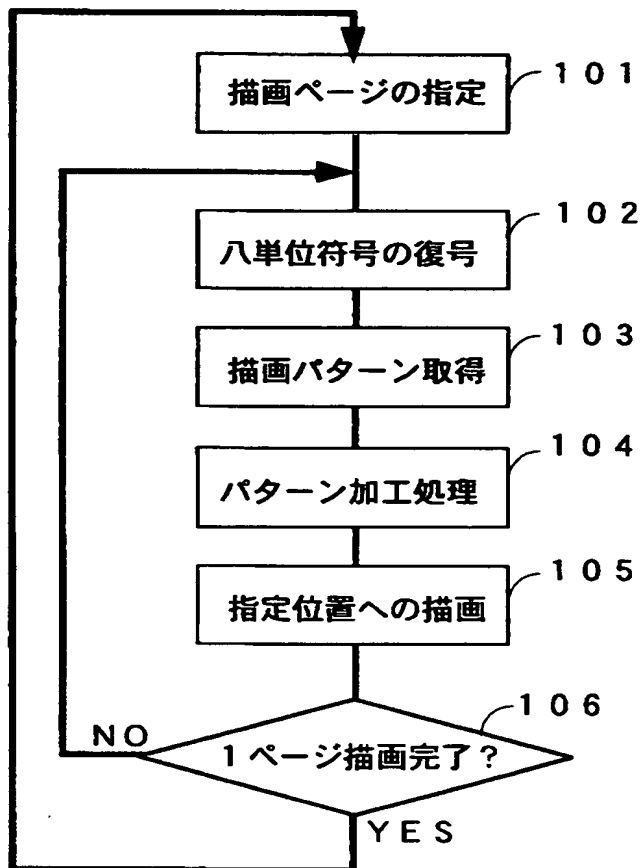 描画ページの指定
101
八単位符号の復号
102
描画パターン取得
103
パターン加工処理
104
指定位置への描画
105
1ページ描画完了?
106
NO
YES